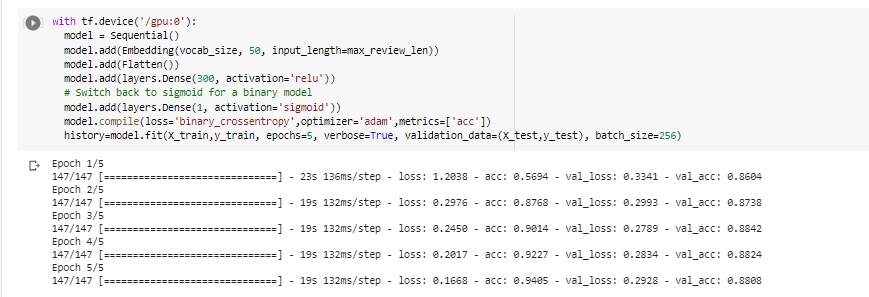 with tf.device('/gpu:0'):
  model = Sequential()
  model.add(Embedding(vocab_size, 50, input_length=max_review_len))
  model.add(Flatten())
  model.add(layers.Dense(300, activation='relu'))
  # Switch back to sigmoid for a binary model
  model.add(layers.Dense(1, activation='sigmoid'))
  model.compile(loss='binary_crossentropy',optimizer='adam',metrics=['acc'])
  history=model.fit(X_train,y_train, epochs=5, verbose=True, validation_data=(X_test,y_test), batch_size=256)
Epoch 1/5
147/147 [==============================] - 23s 136ms/step - loss: 1.2038 - acc: 0.5694 - val_loss: 0.3341 - val_acc: 0.8604
Epoch 2/5
147/147 [==============================] - 19s 132ms/step - loss: 0.2976 - acc: 0.8768 - val_loss: 0.2993 - val_acc: 0.8738
Epoch 3/5
147/147 [==============================] - 19s 132ms/step - loss: 0.2450 - acc: 0.9014 - val_loss: 0.2789 - val_acc: 0.8842
Epoch 4/5
147/147 [==============================] - 19s 132ms/step - loss: 0.2017 - acc: 0.9227 - val_loss: 0.2834 - val_acc: 0.8824
Epoch 5/5
147/147 [==============================] - 19s 132ms/step - loss: 0.1668 - acc: 0.9405 - val_loss: 0.2928 - val_acc: 0.8808